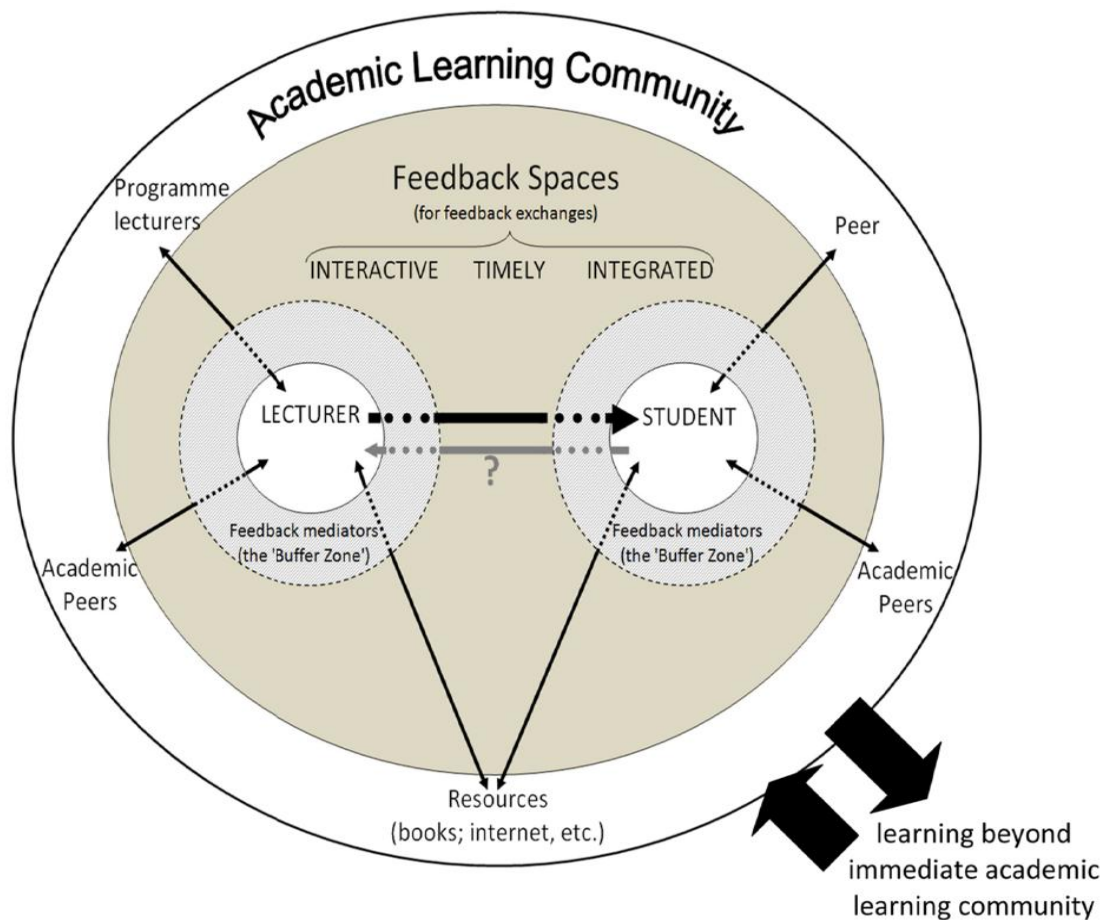 Academic Learning Community
Feedback Spaces
(for feedback exchanges)
INTERACTIVE TIMELY INTEGRATED
Programme
lecturers
Peer
LECTURER
STUDENT
?
Feedback mediators
(the 'Buffer Zone')
Feedback mediators
(the 'Buffer Zone')
Academic
Peers
Academic
Peers
Resources
(books; internet, etc.)
learning beyond
immediate academic
learning community